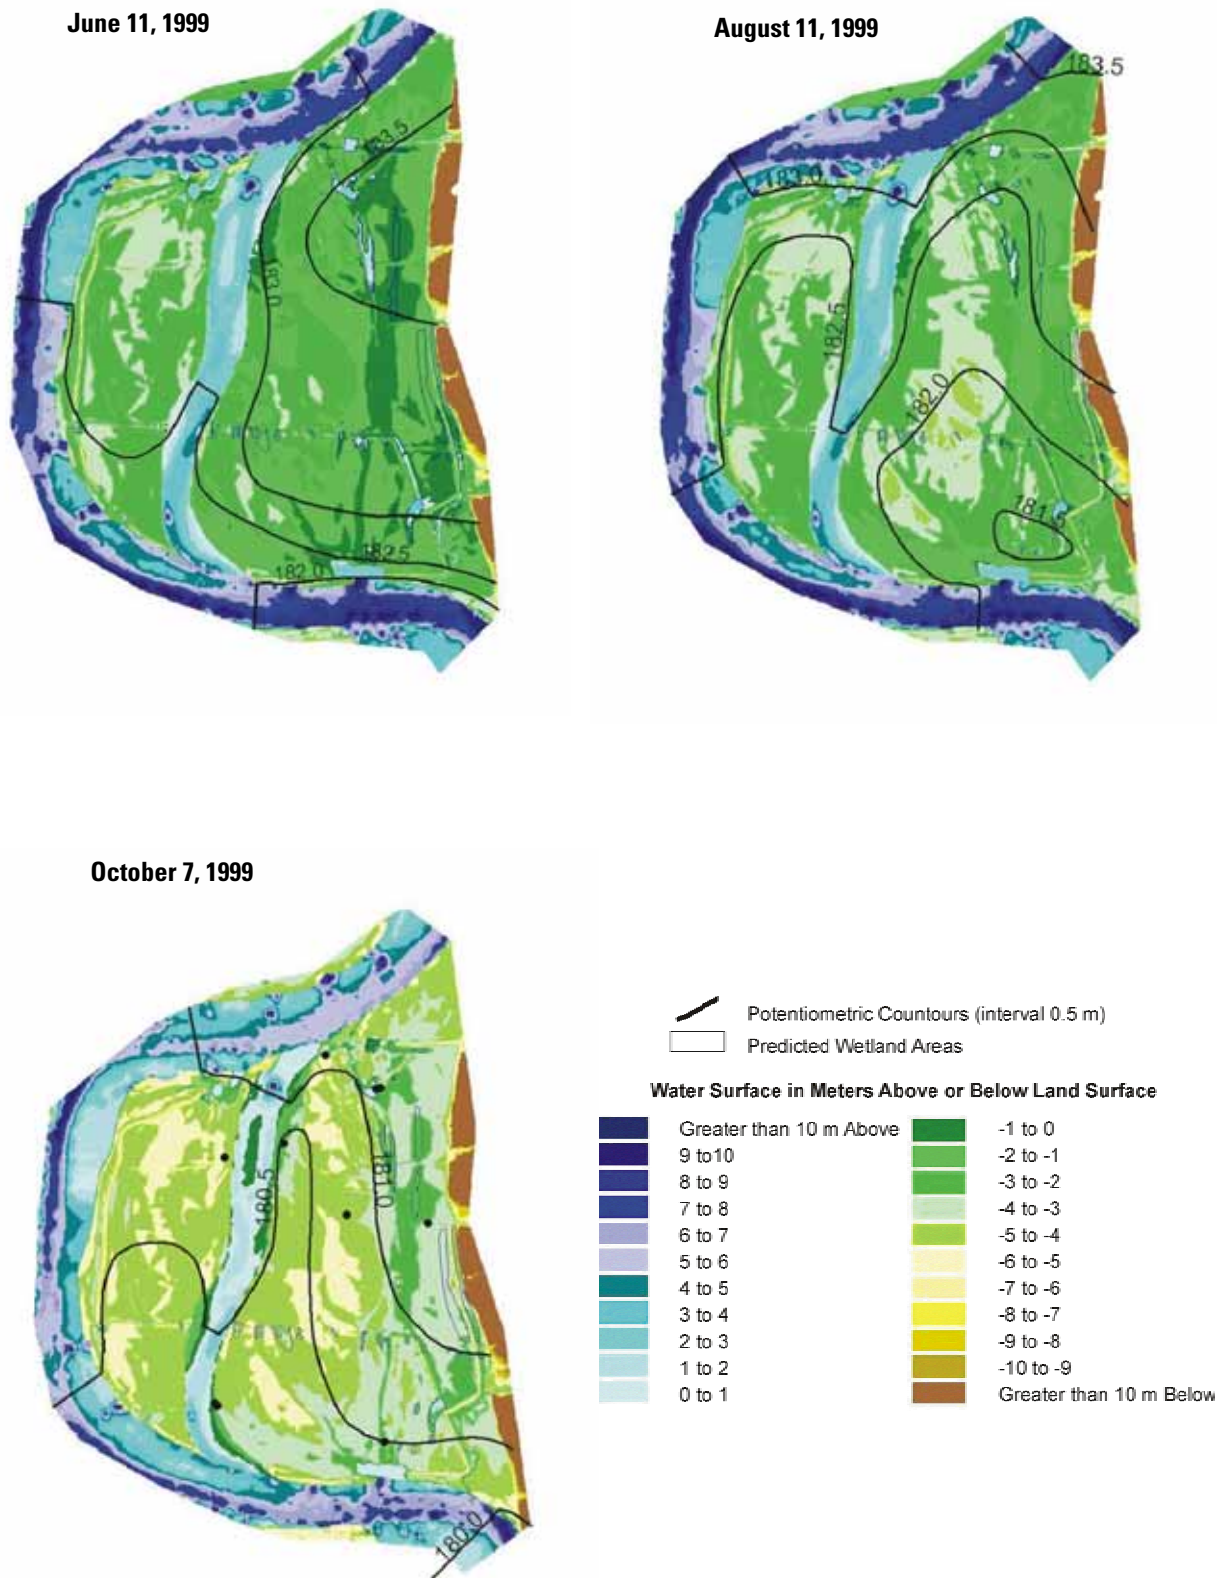 June 11, 1999
August 11, 1999
183.5
183.5
183.0
183.0
182.5
182.0
182.5
182.0
181.5
182.5
182.0
October 7, 1999
180.5
181.0
180.0
Potentiometric Countours (interval 0.5 m)
Predicted Wetland Areas
Water Surface in Meters Above or Below Land Surface
Greater than 10 m Above
9 to10
8 to 9
7 to 8
6 to 7
5 to 6
4 to 5
3 to 4
2 to 3
1 to 2
0 to 1
-1 to 0
-2 to -1
-3 to -2
-4 to -3
-5 to -4
-6 to -5
-7 to -6
-8 to -7
-9 to -8
-10 to -9
Greater than 10 m Below